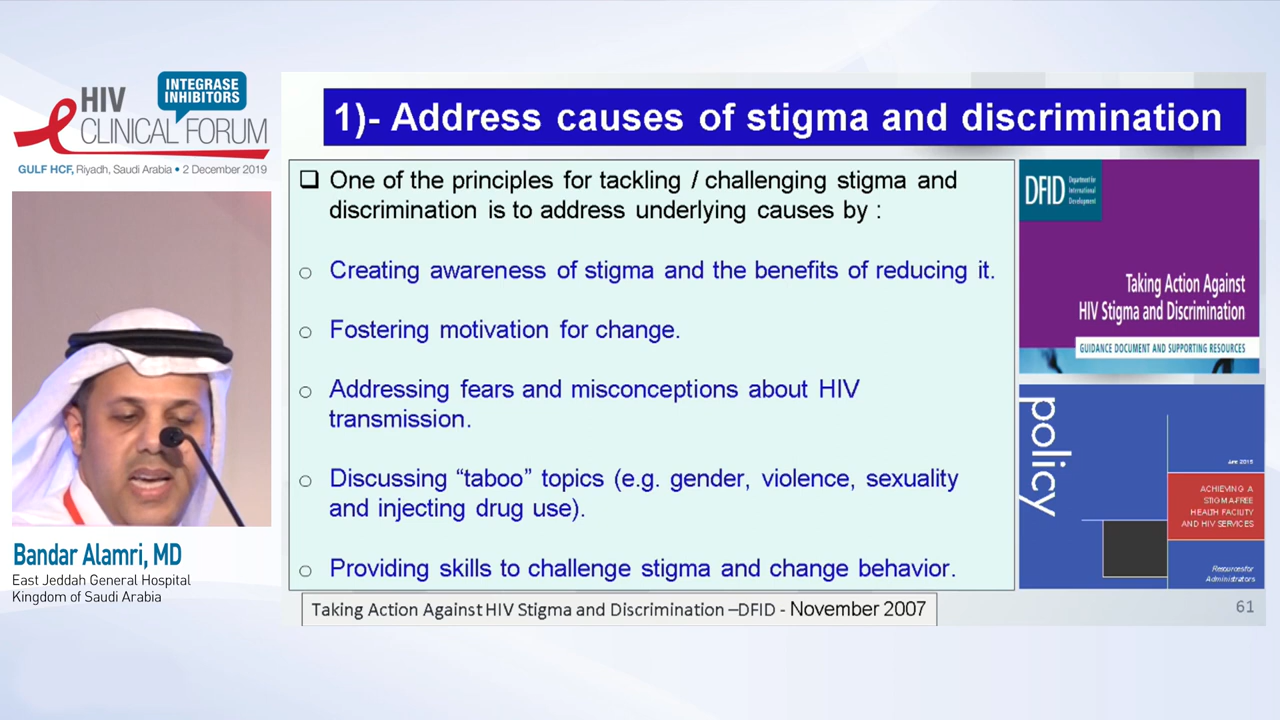 HIV
CLINICAL FORUM
INTEGRASE
INHIBITORS
GULF HCF, Riyadh, Saudi Arabia • 2 December 2019
Bandar Alamri, MD
East Jeddah General Hospital
Kingdom of Saudi Arabia
1)- Address causes of stigma and discrimination
❑ One of the principles for tackling / challenging stigma and
discrimination is to address underlying causes by :
○ Creating awareness of stigma and the benefits of reducing it.
○ Fostering motivation for change.
○ Addressing fears and misconceptions about HIV
transmission.
○ Discussing “taboo” topics (e.g. gender, violence, sexuality
and injecting drug use).
○ Providing skills to challenge stigma and change behavior.
Taking Action Against HIV Stigma and Discrimination –DFID - November 2007
DFID
Department for
International
Development
Taking Action Against
HIV Stigma and Discrimination
GUIDANCE DOCUMENT AND SUPPORTING RESOURCES
policy
2015
ACHIEVING A
STIGMA-FREE
HEALTH FACILITY
AND HIV SERVICES
Resources for
Administrators
61